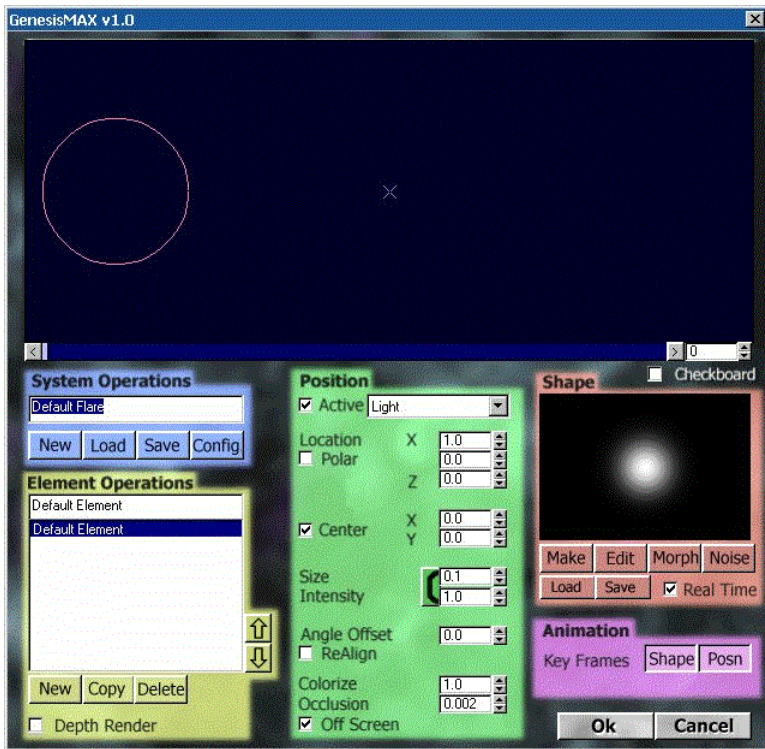 GenesisMAX v1.0
0
Checkboard
System Operations
Default Flare
New Load Save Config
Element Operations
Default Element
Default Element
New Copy Delete
Depth Render
Position
Active Light
Location X 1.0
Polar 0.0
Z 0.0
Center X 0.0
Y 0.0
Size 0.1
Intensity 1.0
Angle Offset 0.0
ReAlign
Colorize 1.0
Occlusion 0.002
Off Screen
Shape
Make Edit Morph Noise
Load Save Real Time
Animation
Key Frames Shape Posn
Ok Cancel